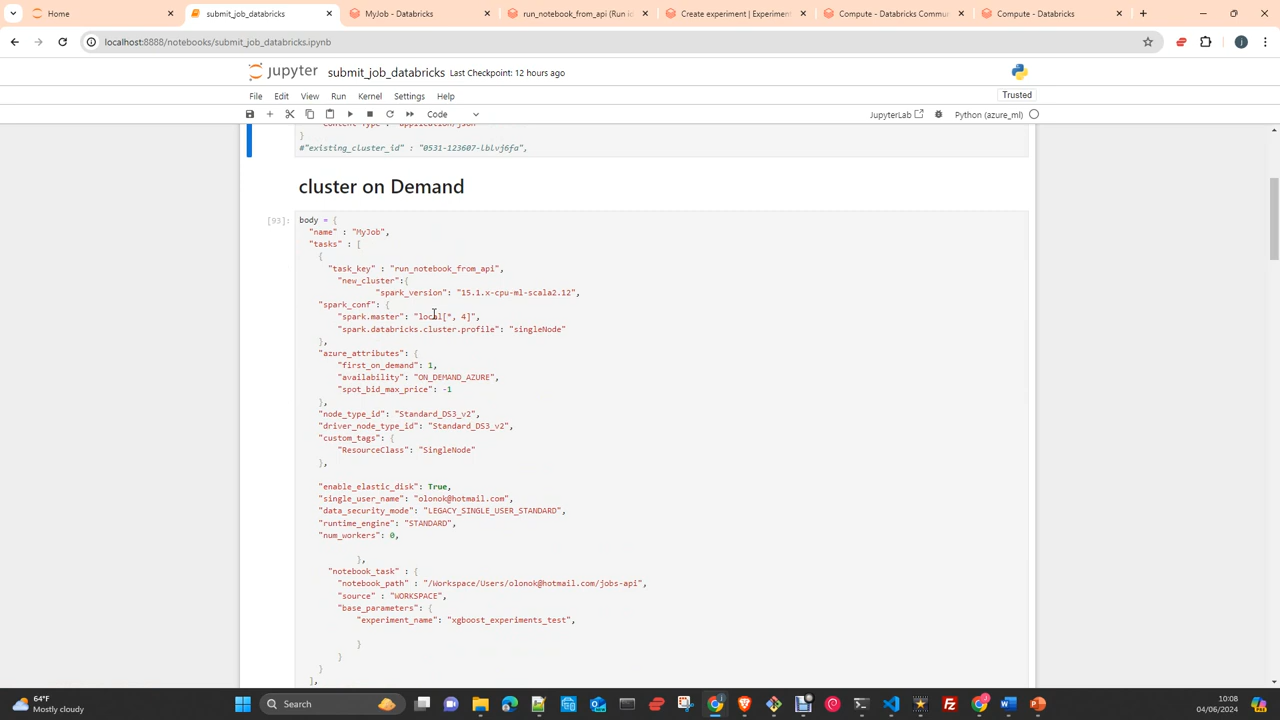 Home
submit_job_databricks
MyJob - Databricks
run_notebook_from_api (Run i
Create experiment | Experiment
Compute - Databricks Commu
Compute - Databricks
localhost:8888/notebooks/submit_job_databricks.ipynb
jupyter submit_job_databricks Last Checkpoint: 12 hours ago
File Edit View Run Kernel Settings Help
Trusted
Code
JupyterLab
Python (azure_ml)
"Content-Type": "application/json"
}
#"existing_cluster_id" : "0531-123607-lblvj6fa",
cluster on Demand
[93]:
body = {
"name" : "MyJob",
"tasks" : [
{
"task_key" : "run_notebook_from_api",
"new_cluster":{
"spark_version": "15.1.x-cpu-ml-scala2.12",
"spark_conf": {
"spark.master": "local[*, 4]",
"spark.databricks.cluster.profile": "singleNode"
},
"azure_attributes": {
"first_on_demand": 1,
"availability": "ON_DEMAND_AZURE",
"spot_bid_max_price": -1
},
"node_type_id": "Standard_DS3_v2",
"driver_node_type_id": "Standard_DS3_v2",
"custom_tags": {
"ResourceClass": "SingleNode"
},
"enable_elastic_disk": True,
"single_user_name": "olonok@hotmail.com",
"data_security_mode": "LEGACY_SINGLE_USER_STANDARD",
"runtime_engine": "STANDARD",
"num_workers": 0,
},
"notebook_task" : {
"notebook_path" : "/Workspace/Users/olonok@hotmail.com/jobs-api",
"source" : "WORKSPACE",
"base_parameters": {
"experiment_name": "xgboost_experiments_test",
}
}
}
],
64°F
Mostly cloudy
Search
10:08
04/06/2024